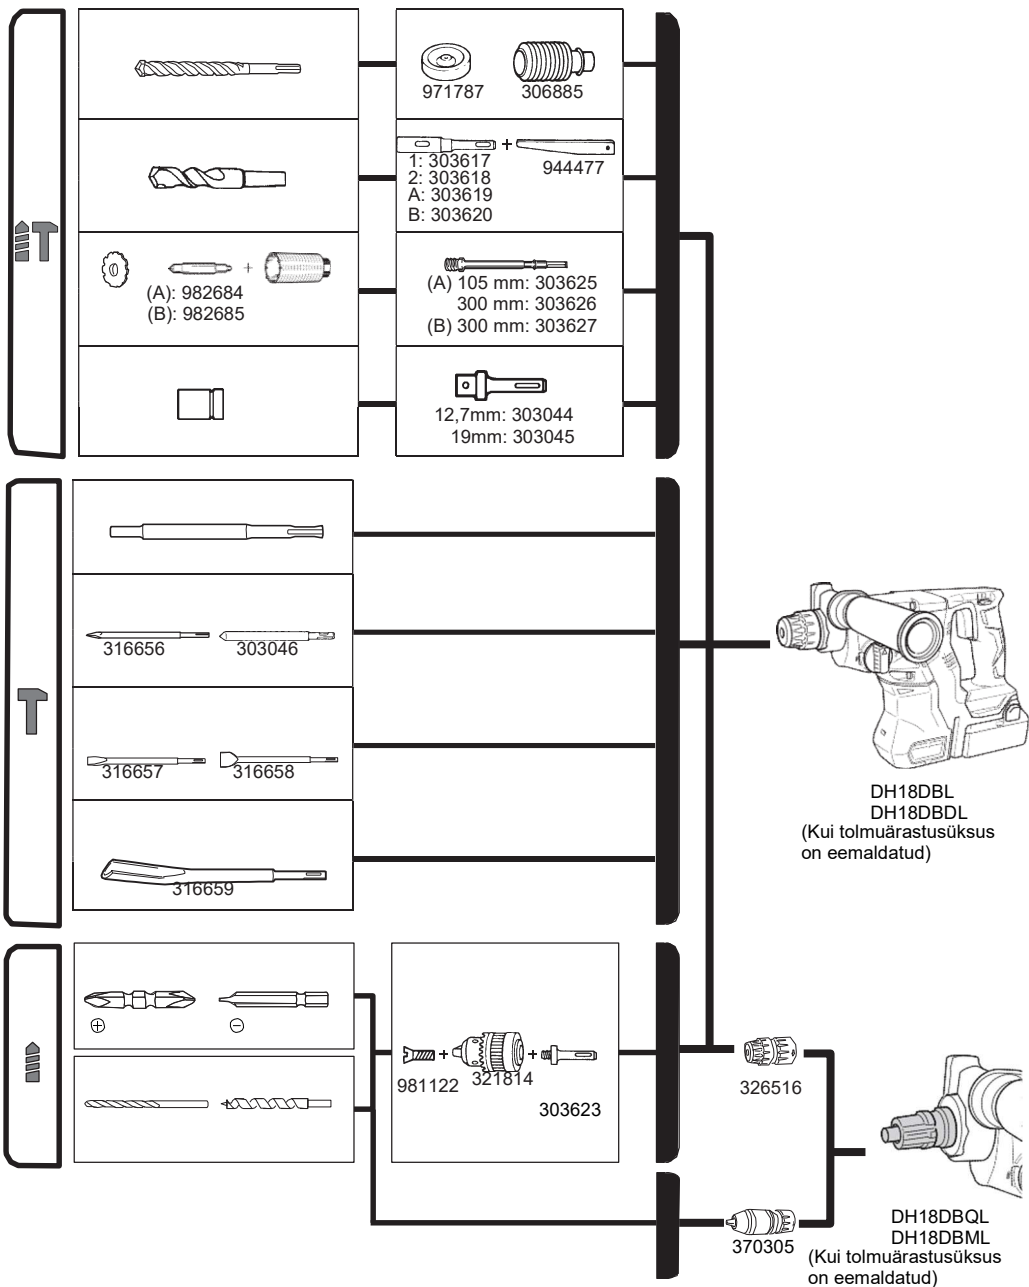 971787
306885
1: 303617
2: 303618
A: 303619
B: 303620
+
944477
+
(A): 982684
(B): 982685
(A) 105 mm: 303625
300 mm: 303626
(B) 300 mm: 303627
12,7mm: 303044
19mm: 303045
316656
303046
316657
316658
316659
DH18DBL
DH18DBDL
(Kui tolmuärastusüksus
on eemaldatud)
+
−
981122
+
321814
+
303623
326516
370305
DH18DBQL
DH18DBML
(Kui tolmuärastusüksus
on eemaldatud)